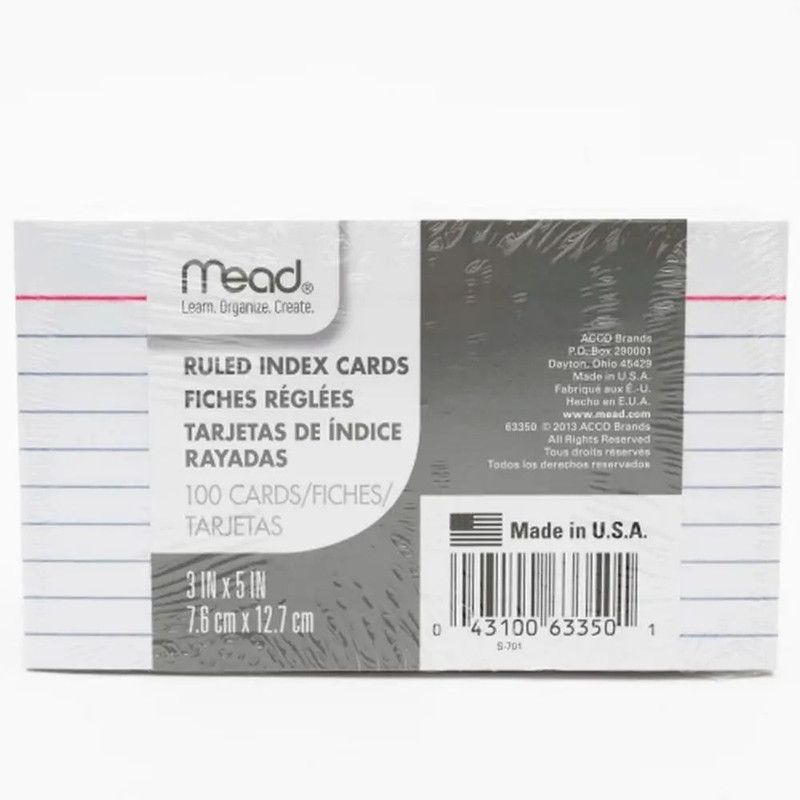 mead®
Learn. Organize. Create.
RULED INDEX CARDS
FICHES RÉGLÉES
TARJETAS DE ÍNDICE
RAYADAS
100 CARDS/FICHES/
TARJETAS
3 IN x 5 IN
7.6 cm x 12.7 cm
ACCO Brands
P.O. Box 290001
Dayton, Ohio 45429
Made in U.S.A.
Fabriqué aux É.-U.
Hecho en E.U.A.
www.mead.com
63350 © 2013 ACCO Brands
All Rights Reserved
Tous droits réservés
Todos los derechos reservados
Made in U.S.A.
0 43100 63350 1
S-701